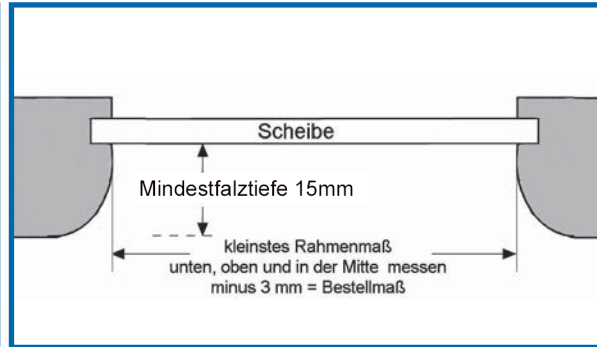 Scheibe
Mindestfalztiefe 15mm
kleinstes Rahmenmaß
unten, oben und in der Mitte messen
minus 3 mm = Bestellmaß